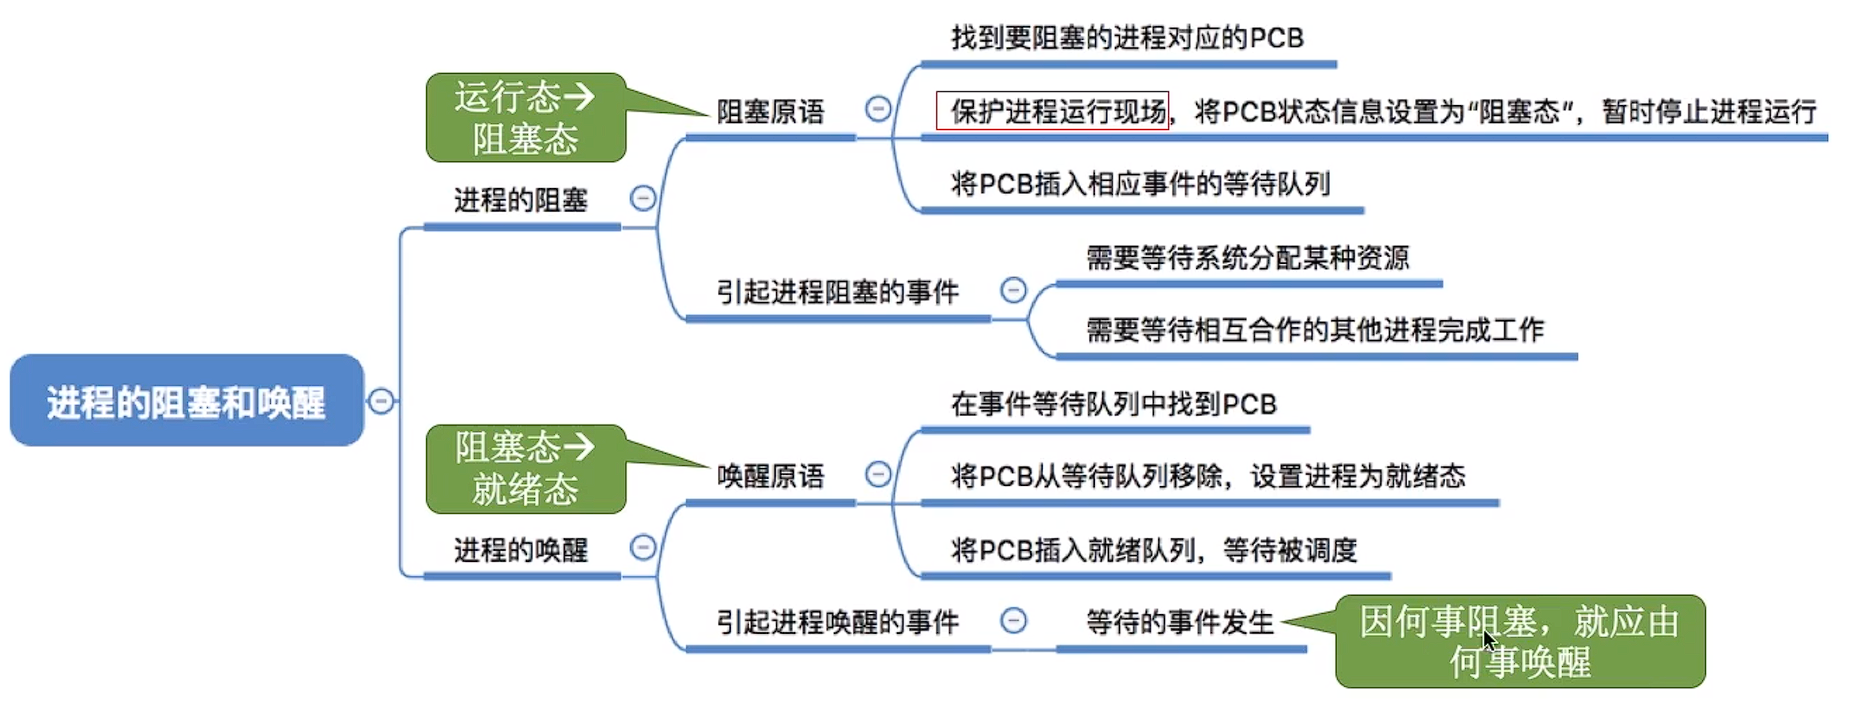 进程的阻塞和唤醒
进程的阻塞
运行态→
阻塞态
阻塞原语
找到要阻塞的进程对应的PCB
保护进程运行现场，将PCB状态信息设置为“阻塞态”，暂时停止进程运行
将PCB插入相应事件的等待队列
引起进程阻塞的事件
需要等待系统分配某种资源
需要等待相互合作的其他进程完成工作
进程的唤醒
阻塞态→
就绪态
唤醒原语
在事件等待队列中找到PCB
将PCB从等待队列移除，设置进程为就绪态
将PCB插入就绪队列，等待被调度
引起进程唤醒的事件
等待的事件发生
因何事阻塞，就应由
何事唤醒